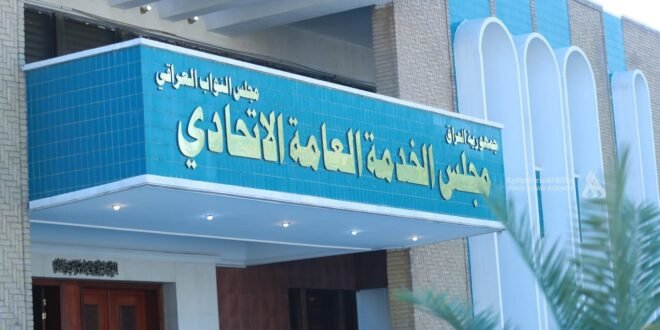 جمهورية العراق
مجلس النواب العراقي
مجلس الخدمة العامة الاتحادي